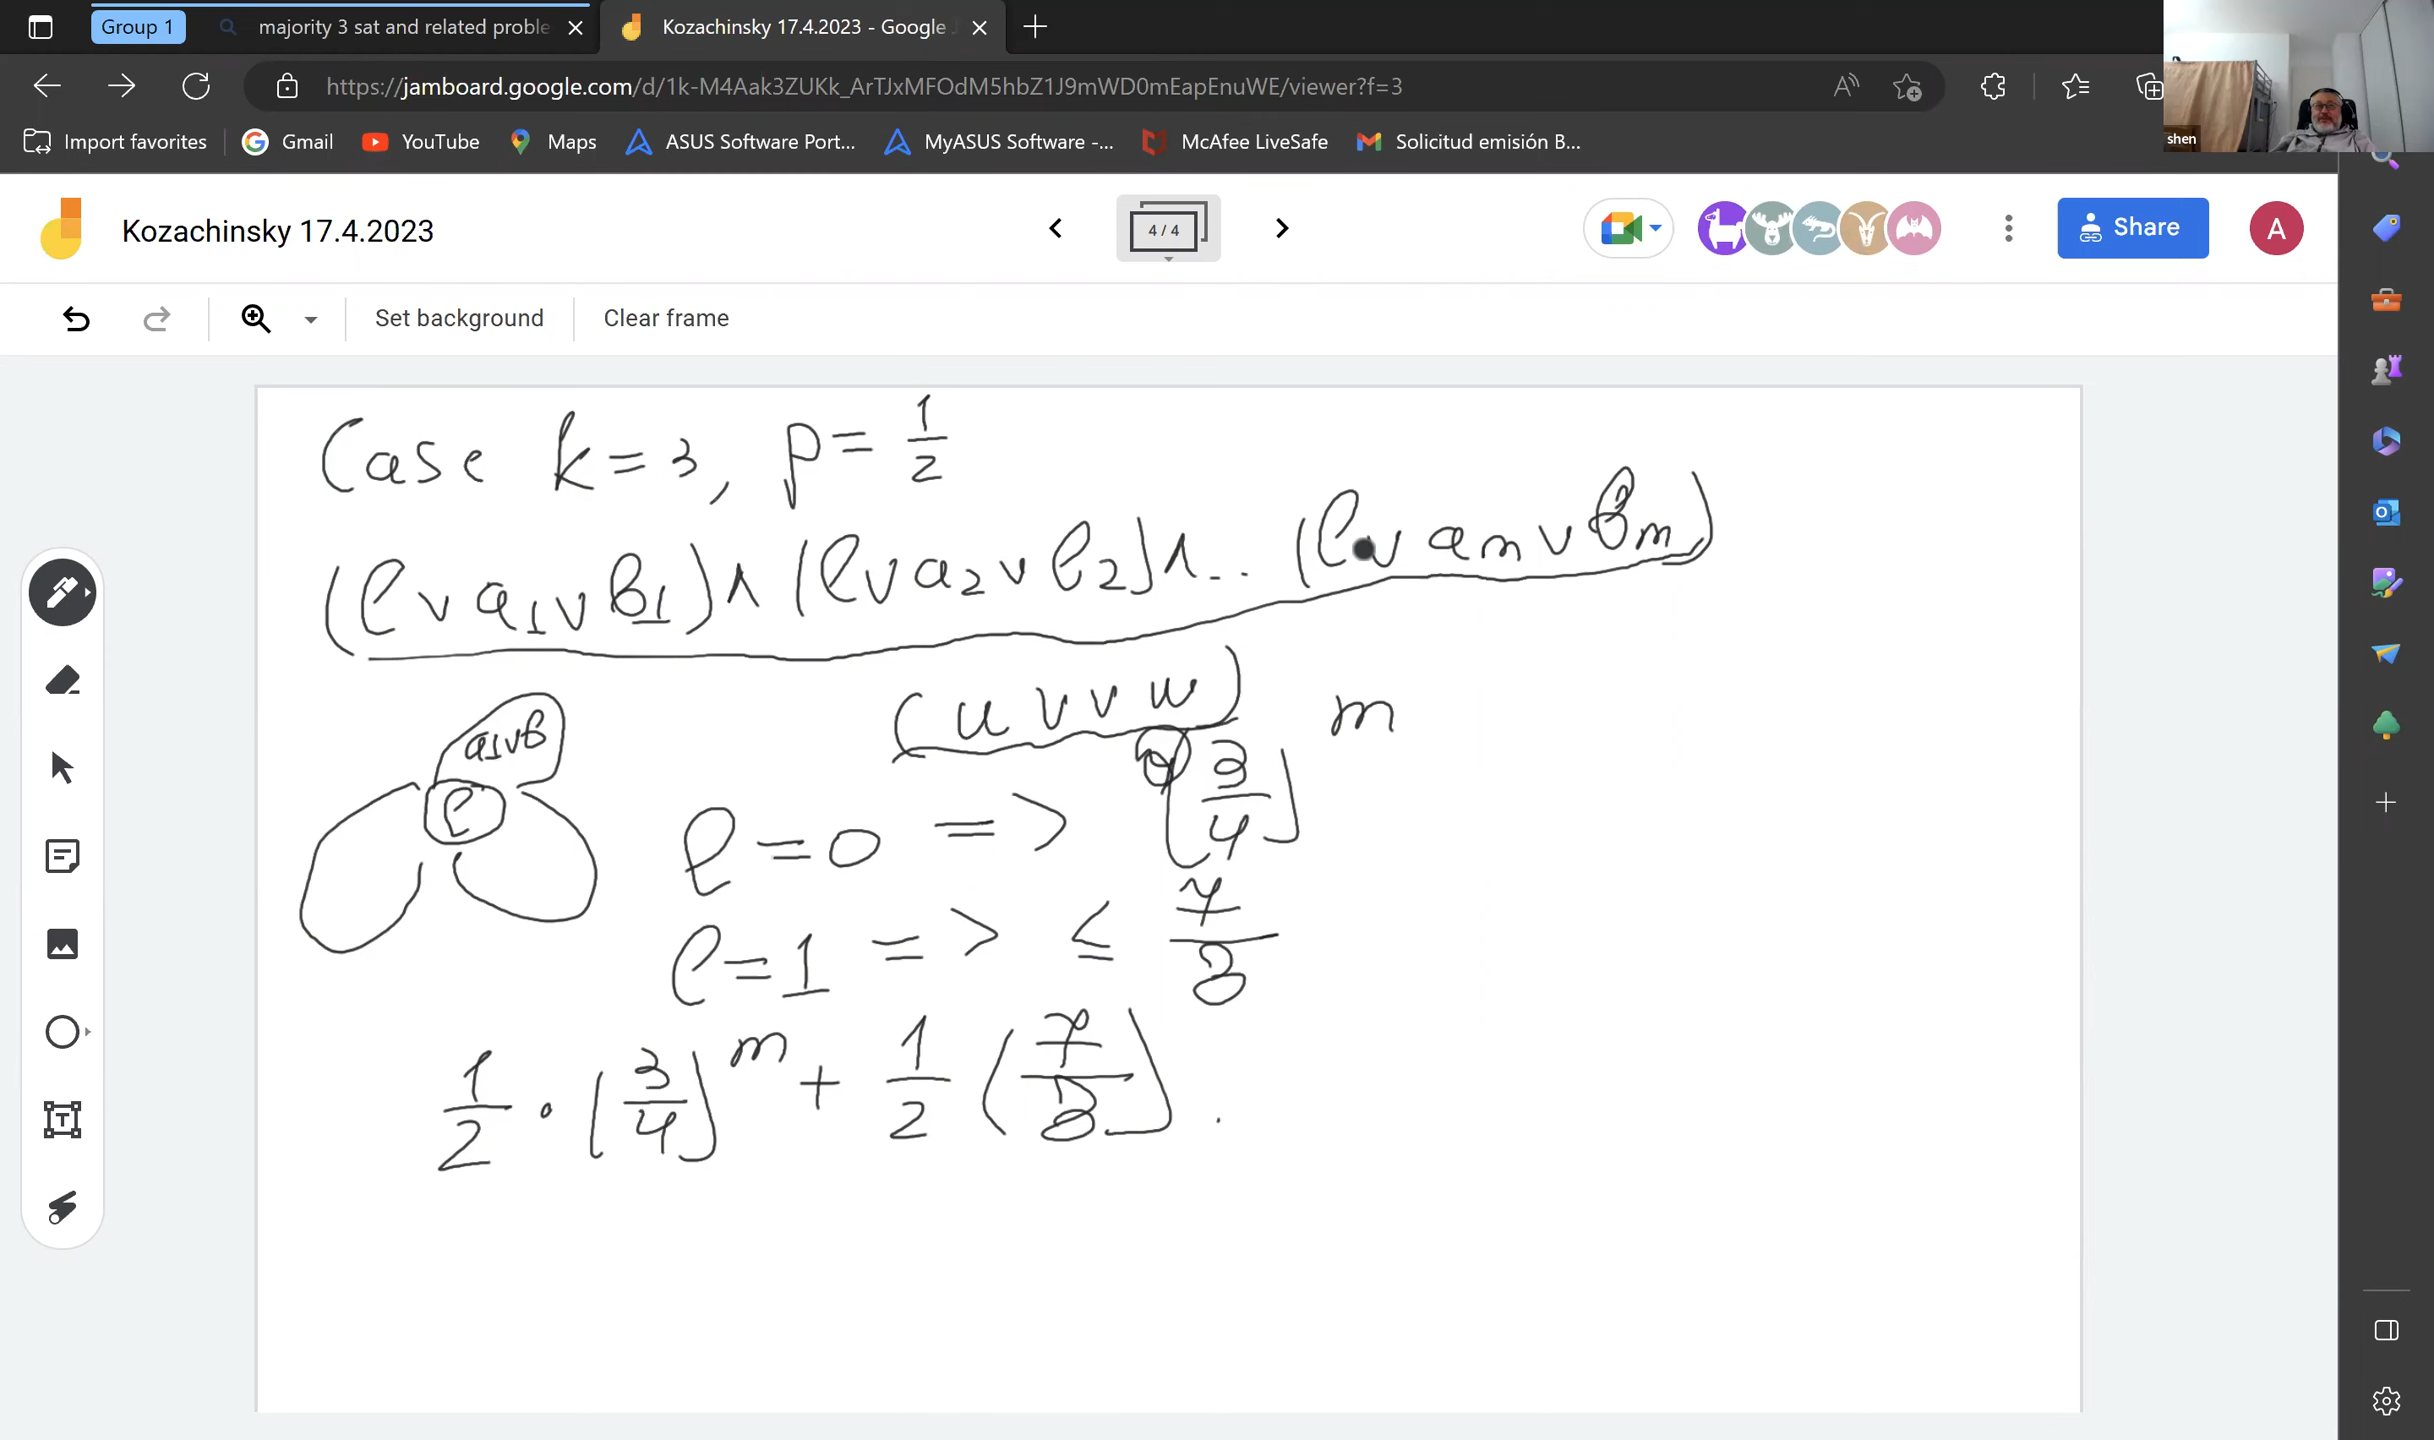 Group 1
majority 3 sat and related proble
Kozachinsky 17.4.2023 - Google J
https://jamboard.google.com/d/1k-M4Aak3ZUKk_ArTJxMFOdM5hbZ1J9mWD0mEapEnuWE/viewer?f=3
shen
Import favorites
Gmail
YouTube
Maps
ASUS Software Port...
MyASUS Software -...
McAfee LiveSafe
Solicitud emisión B...
Kozachinsky 17.4.2023
4 / 4
Share
A
Set background
Clear frame
Case k=3, p= 1/2
(l∨a₁∨b₁)∧(l∨a₂∨b₂)∧... (l∨aₘ∨bₘ)
(u∨v∨w) m
a₁∨b
l
l=0 => (3/4)
l=1 => ≤ 7/8
1/2 · (3/4)^m + 1/2 (7/8) .